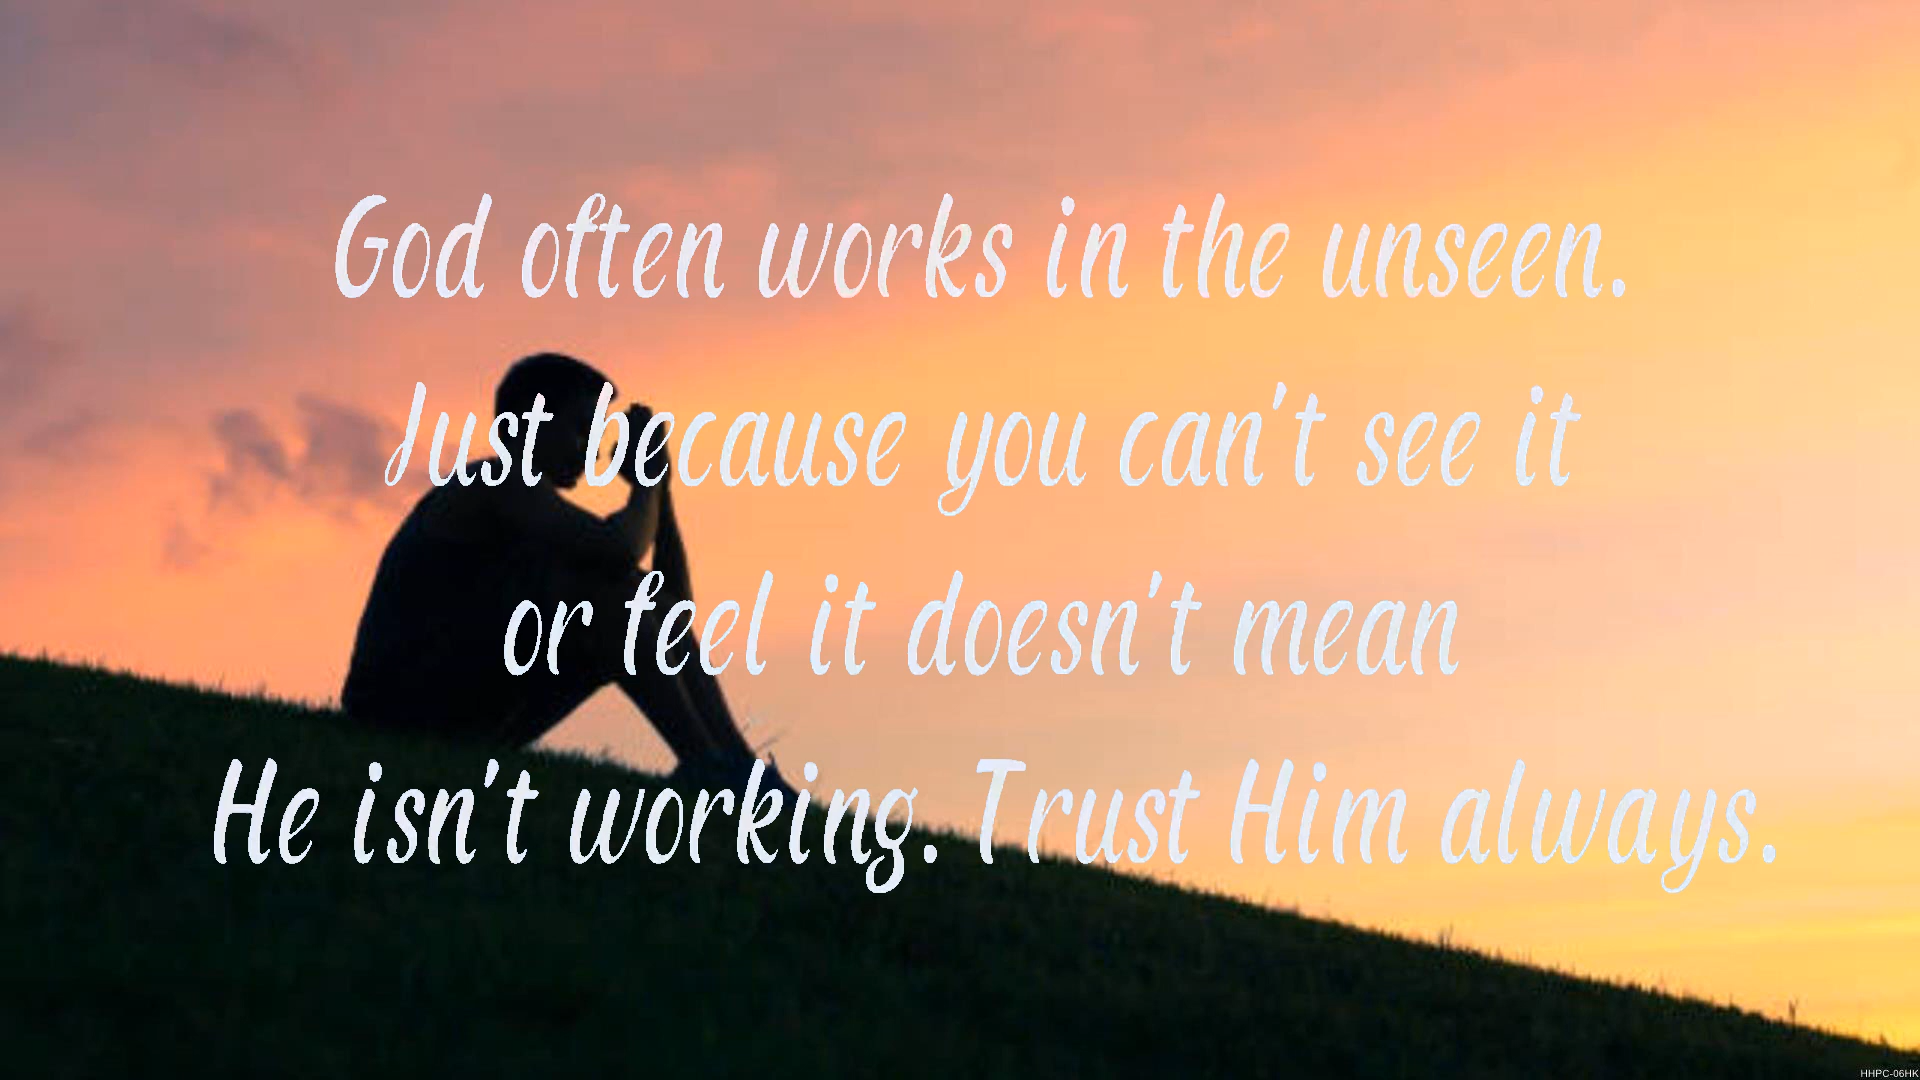 God often works in the unseen.
Just because you can't see it
or feel it doesn't mean
He isn't working. Trust Him always.
HHPC-06HK